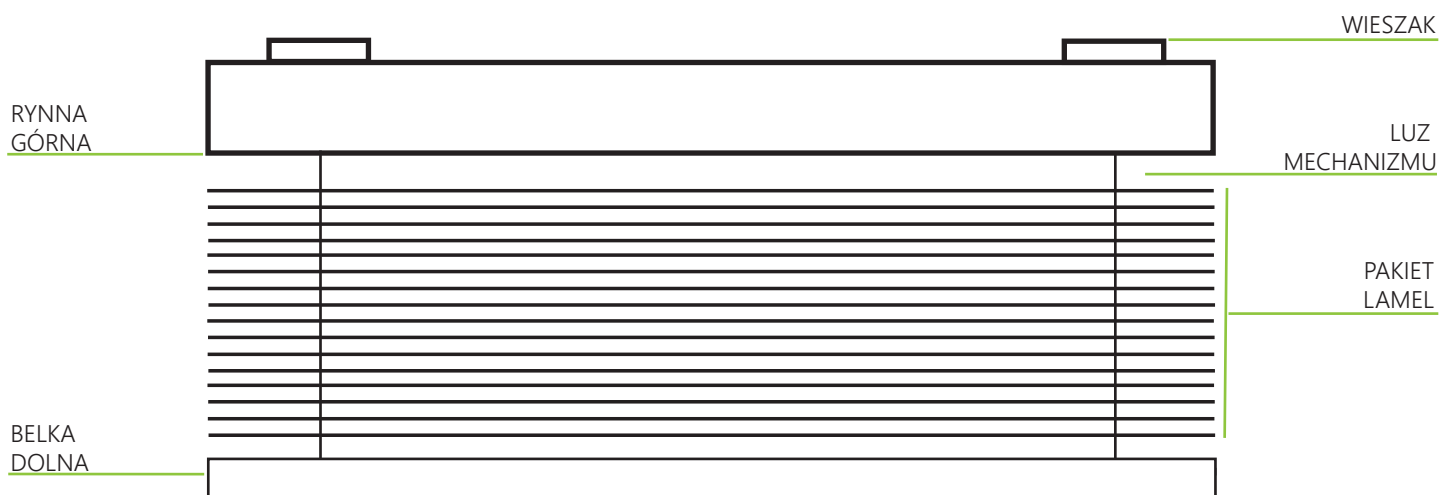 WIESZAK
RYNNA
GÓRNA
LUZ
MECHANIZMU
PAKIET
LAMEL
BELKA
DOLNA